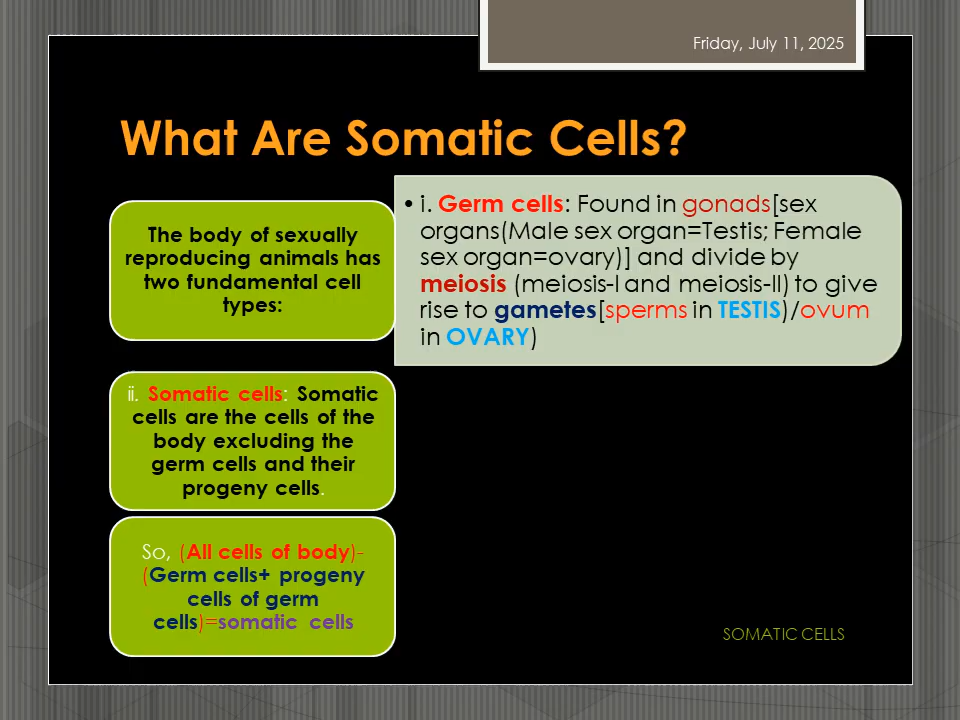 Friday, July 11, 2025
What Are Somatic Cells?
The body of sexually
reproducing animals has
two fundamental cell
types:
• i. Germ cells: Found in gonads[sex
organs(Male sex organ=Testis; Female
sex organ=ovary)] and divide by
meiosis (meiosis-I and meiosis-II) to give
rise to gametes[sperms in TESTIS)/ovum
in OVARY)
ii. Somatic cells: Somatic
cells are the cells of the
body excluding the
germ cells and their
progeny cells.
So, (All cells of body)-
(Germ cells+ progeny
cells of germ
cells)=somatic cells
SOMATIC CELLS